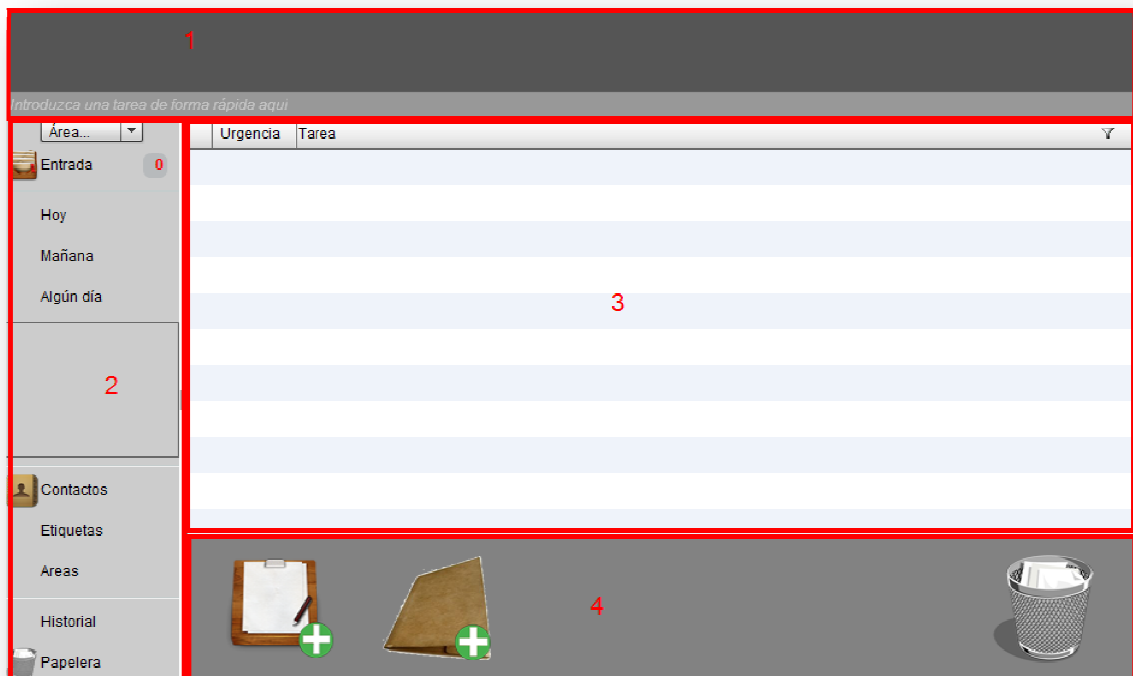 1
Introduzca una tarea de forma rápida aqui
Área...
Urgencia Tarea
Entrada 0
Hoy
Mañana
Algún día
3
2
Contactos
Etiquetas
Areas
4
Historial
Papelera